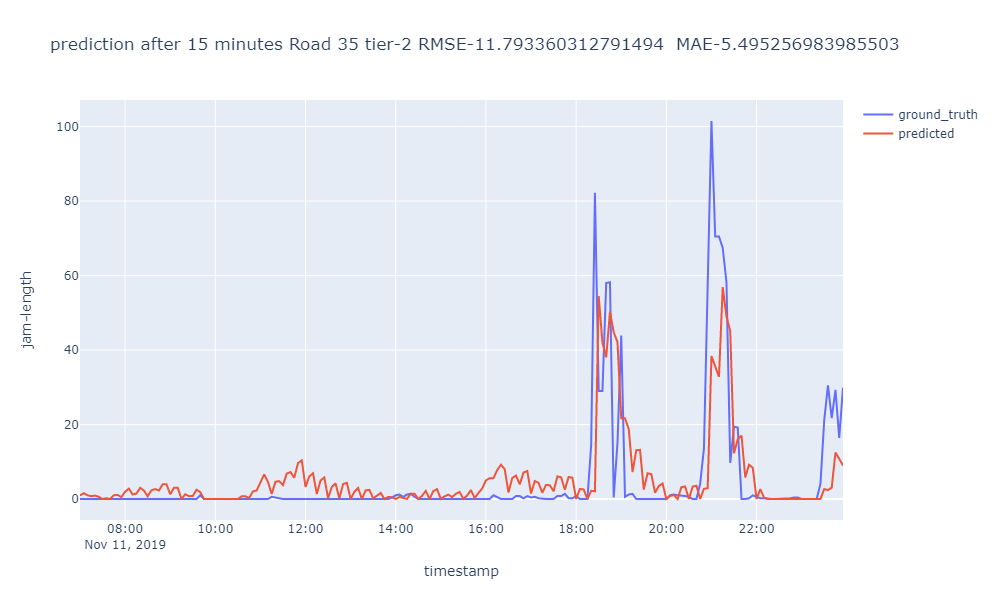 prediction after 15 minutes Road 35 tier-2 RMSE-11.793360312791494  MAE-5.495256983985503
ground_truth
predicted
100
80
60
40
20
0
jam-length
08:00 10:00 12:00 14:00 16:00 18:00 20:00 22:00
Nov 11, 2019
timestamp